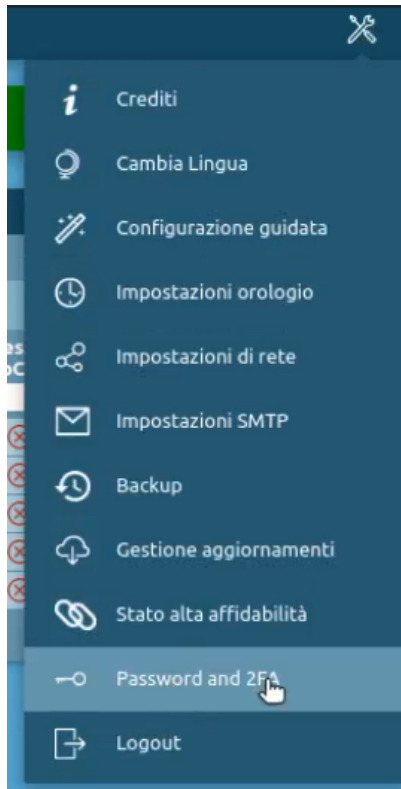 Crediti
Cambia Lingua
Configurazione guidata
Impostazioni orologio
Impostazioni di rete
Impostazioni SMTP
Backup
Gestione aggiornamenti
Stato alta affidabilità
Password and 2FA
Logout